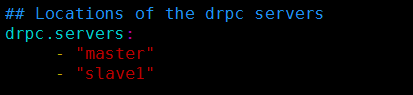 ## Locations of the drpc servers
drpc.servers:
     - "master"
     - "slave1"